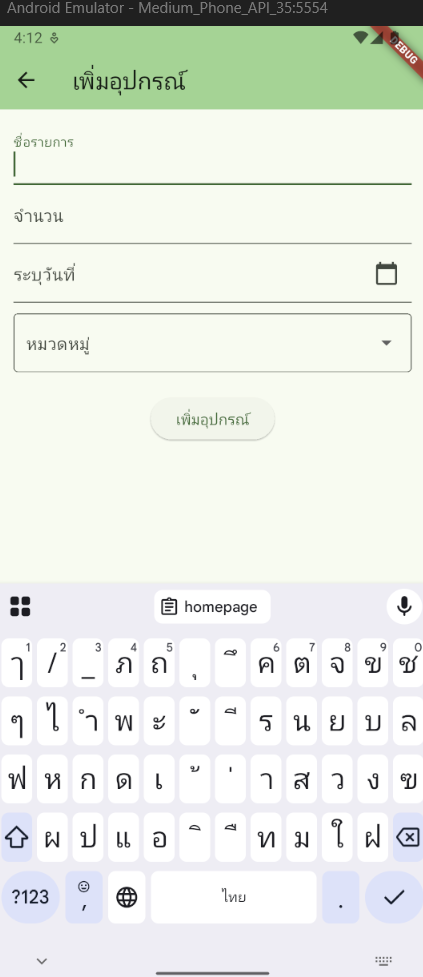 Android Emulator - Medium_Phone_API_35:5554
4:12
DEBUG
เพิ่มอุปกรณ์
ชื่อรายการ
จำนวน
ระบุวันที่
หมวดหมู่
เพิ่มอุปกรณ์
homepage
ๅ 1 / 2 _ 3 ภ 4 ถ 5 ุ ึ ค 6 ต 7 จ 8 ข 9 ช 0
ๆ ไ ำ พ ะ ั ี ร น ย บ ล
ฟ ห ก ด เ ้ ่ า ส ว ง ฃ
ผ ป แ อ ิ ื ท ม ใ ฝ
?123 , ไทย .